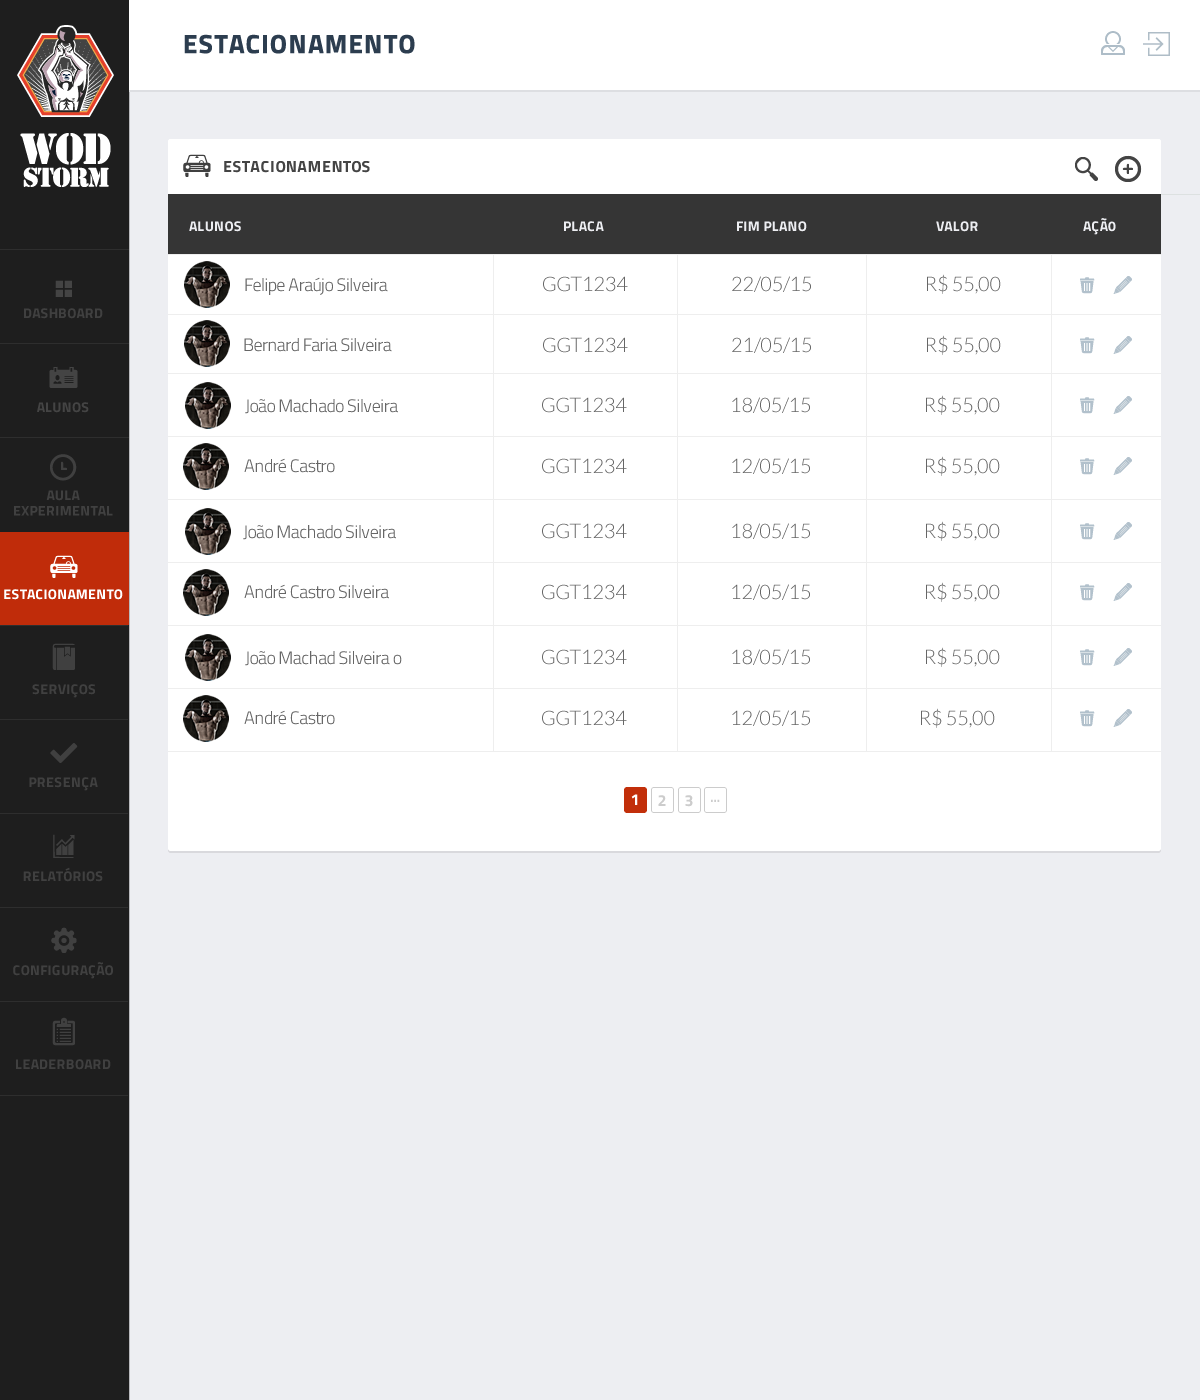 WOD
STORM
ESTACIONAMENTO
DASHBOARD
ALUNOS
AULA
EXPERIMENTAL
ESTACIONAMENTO
SERVIÇOS
PRESENÇA
RELATÓRIOS
CONFIGURAÇÃO
LEADERBOARD
ESTACIONAMENTOS
ALUNOS PLACA FIM PLANO VALOR AÇÃO
Felipe Araújo Silveira GGT1234 22/05/15 R$ 55,00
Bernard Faria Silveira GGT1234 21/05/15 R$ 55,00
João Machado Silveira GGT1234 18/05/15 R$ 55,00
André Castro GGT1234 12/05/15 R$ 55,00
João Machado Silveira GGT1234 18/05/15 R$ 55,00
André Castro Silveira GGT1234 12/05/15 R$ 55,00
João Machad Silveira o GGT1234 18/05/15 R$ 55,00
André Castro GGT1234 12/05/15 R$ 55,00
1 2 3 ...